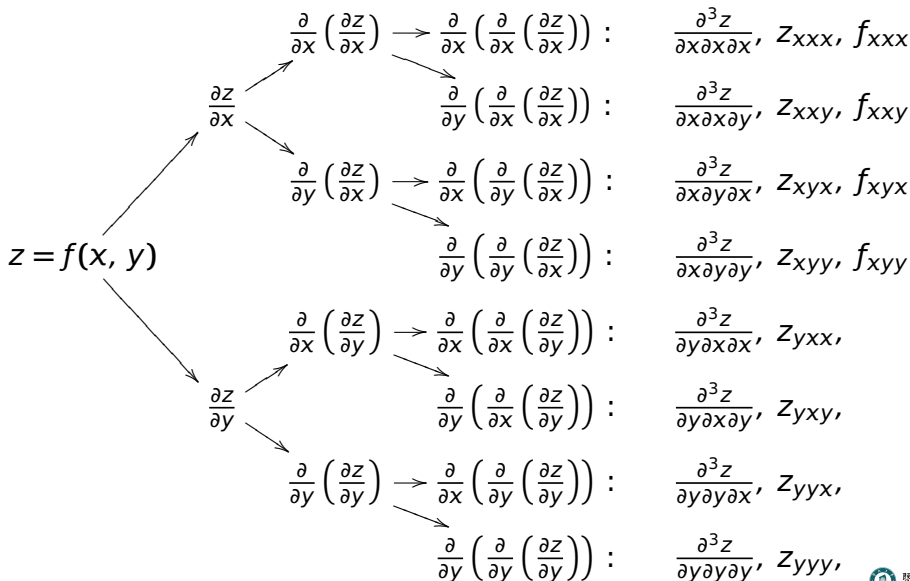 ∂/∂x (∂z/∂x) → ∂/∂x (∂/∂x (∂z/∂x)) : ∂³z/∂x∂x∂x, z_xxx, f_xxx
∂z/∂x ∂/∂y (∂/∂x (∂z/∂x)) : ∂³z/∂x∂x∂y, z_xxy, f_xxy
∂/∂y (∂z/∂x) → ∂/∂x (∂/∂y (∂z/∂x)) : ∂³z/∂x∂y∂x, z_xyx, f_xyx
z = f(x, y) ∂/∂y (∂/∂y (∂z/∂x)) : ∂³z/∂x∂y∂y, z_xyy, f_xyy
∂/∂x (∂z/∂y) → ∂/∂x (∂/∂x (∂z/∂y)) : ∂³z/∂y∂x∂x, z_yxx,
∂z/∂y ∂/∂y (∂/∂x (∂z/∂y)) : ∂³z/∂y∂x∂y, z_yxy,
∂/∂y (∂z/∂y) → ∂/∂x (∂/∂y (∂z/∂y)) : ∂³z/∂y∂y∂x, z_yyx,
∂/∂y (∂/∂y (∂z/∂y)) : ∂³z/∂y∂y∂y, z_yyy,